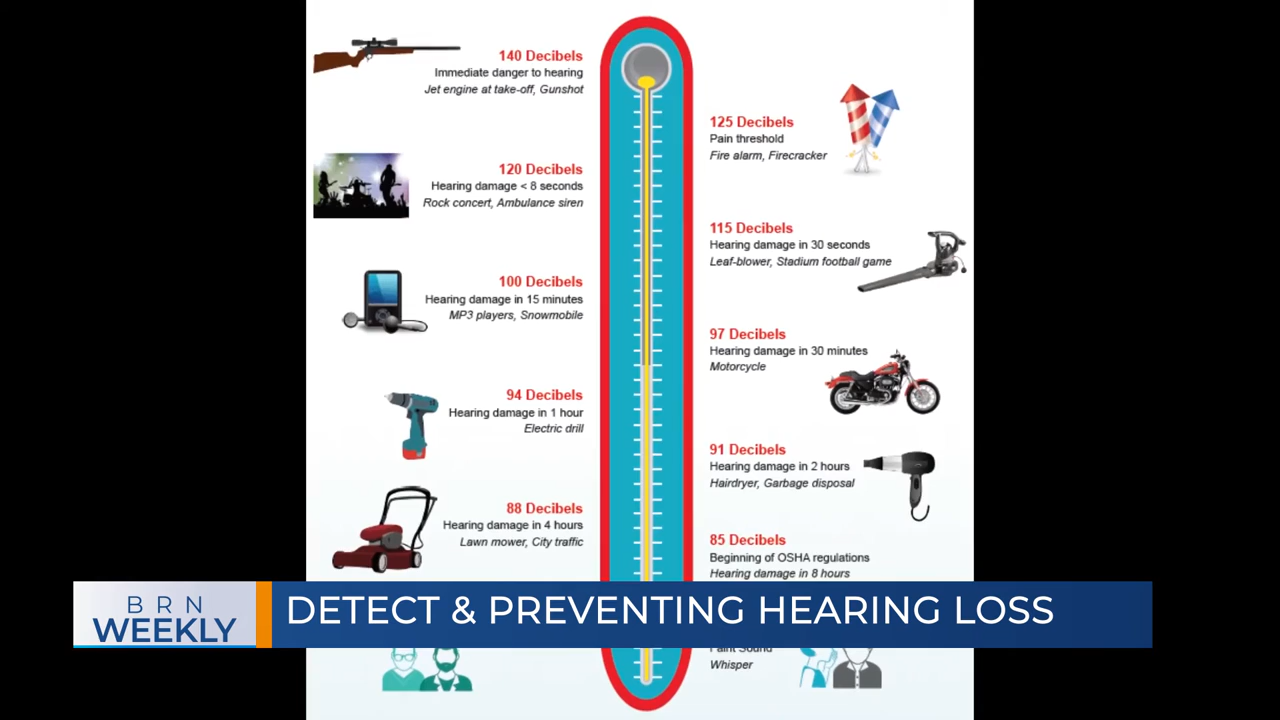 140 Decibels
Immediate danger to hearing
Jet engine at take-off, Gunshot
125 Decibels
Pain threshold
Fire alarm, Firecracker
120 Decibels
Hearing damage < 8 seconds
Rock concert, Ambulance siren
115 Decibels
Hearing damage in 30 seconds
Leaf-blower, Stadium football game
100 Decibels
Hearing damage in 15 minutes
MP3 players, Snowmobile
97 Decibels
Hearing damage in 30 minutes
Motorcycle
94 Decibels
Hearing damage in 1 hour
Electric drill
91 Decibels
Hearing damage in 2 hours
Hairdryer, Garbage disposal
88 Decibels
Hearing damage in 4 hours
Lawn mower, City traffic
85 Decibels
Beginning of OSHA regulations
Hearing damage in 8 hours
BRN
WEEKLY
DETECT & PREVENTING HEARING LOSS
Sound
Whisper